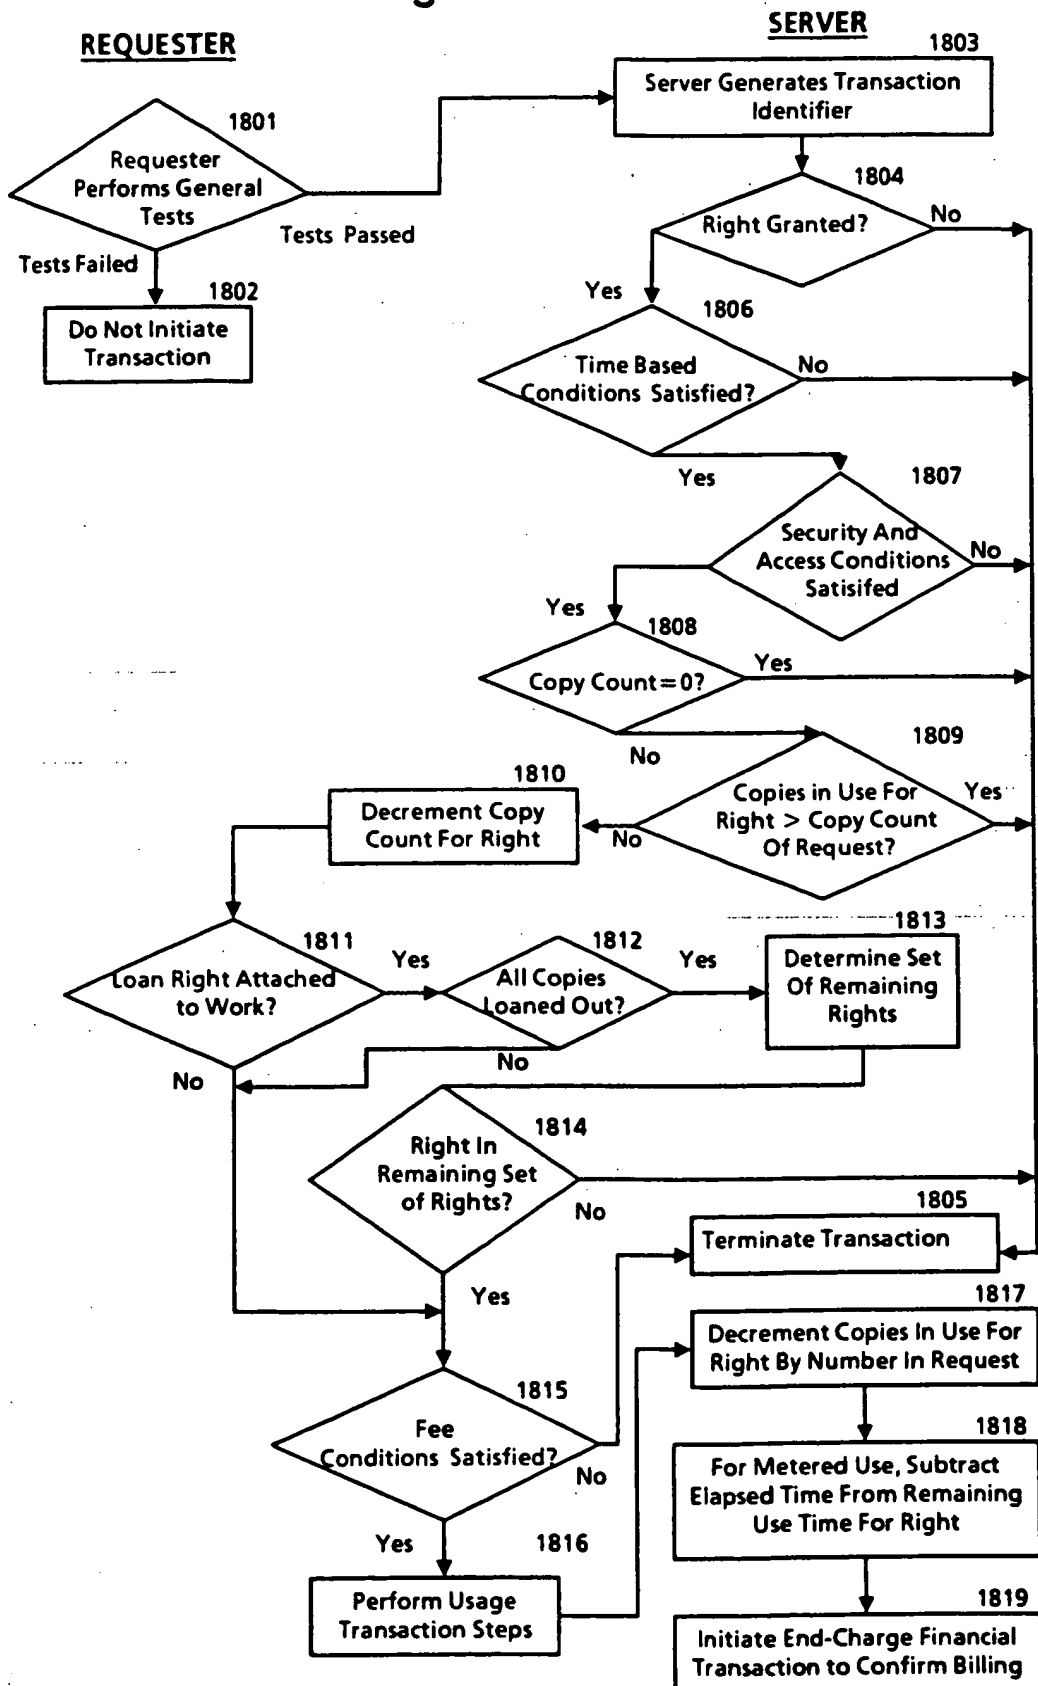 g
REQUESTER
SERVER
1803
Server Generates Transaction
Identifier
1801
Requester
Performs General
Tests
Tests Passed
Tests Failed
1802
Do Not Initiate
Transaction
1804
Right Granted?
No
Yes
1806
Time Based
Conditions Satisfied?
No
Yes
1807
Security And
Access Conditions
Satisifed
No
Yes
1808
Copy Count=0?
Yes
No
1809
Copies in Use For
Right > Copy Count
Of Request?
Yes
No
1810
Decrement Copy
Count For Right
1811
Loan Right Attached
to Work?
Yes
No
1812
All Copies
Loaned Out?
Yes
No
1813
Determine Set
Of Remaining
Rights
1814
Right In
Remaining Set
of Rights?
No
Yes
1805
Terminate Transaction
1815
Fee
Conditions Satisfied?
No
Yes
1816
Perform Usage
Transaction Steps
1817
Decrement Copies In Use For
Right By Number In Request
1818
For Metered Use, Subtract
Elapsed Time From Remaining
Use Time For Right
1819
Initiate End-Charge Financial
Transaction to Confirm Billing